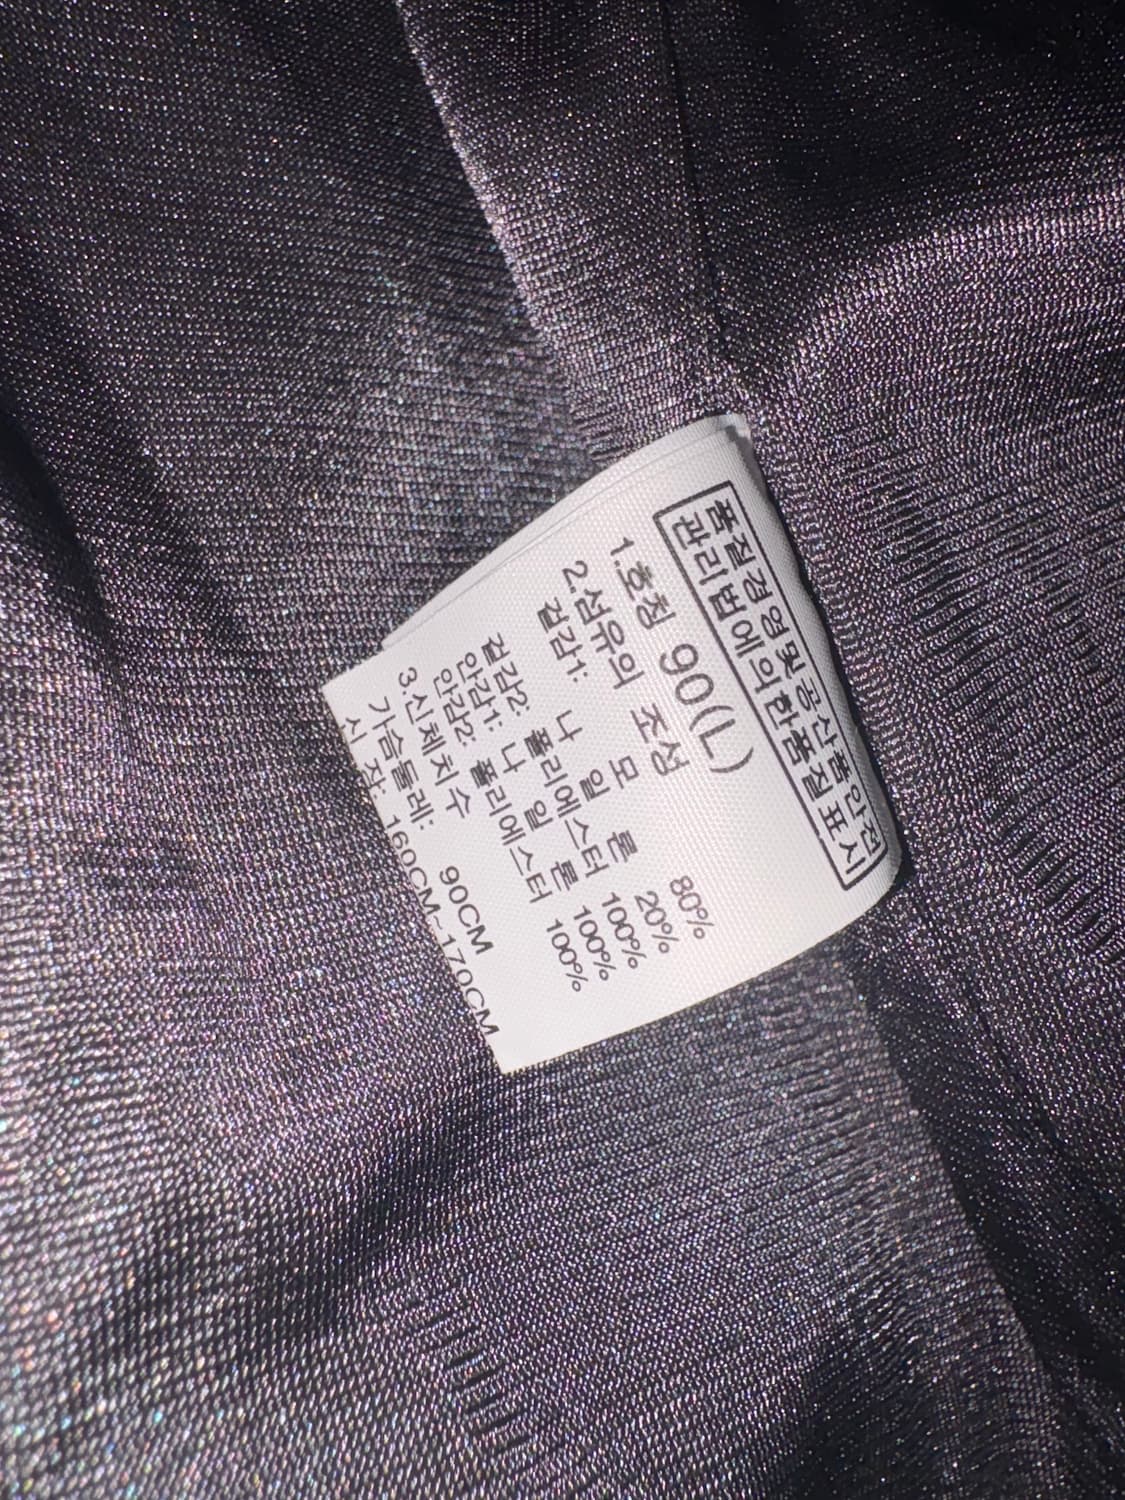 품질경영및공산품안전
관리법에의한품질표시
1.호칭 90(L)
2.섬유의 조성
겉감1: 모 80%
나 일 론 20%
겉감2: 폴리에스터 100%
안감1: 나 일 론 100%
안감2: 폴리에스터 100%
3.신체치수
가슴둘레: 90CM
신 장: 160CM~170CM